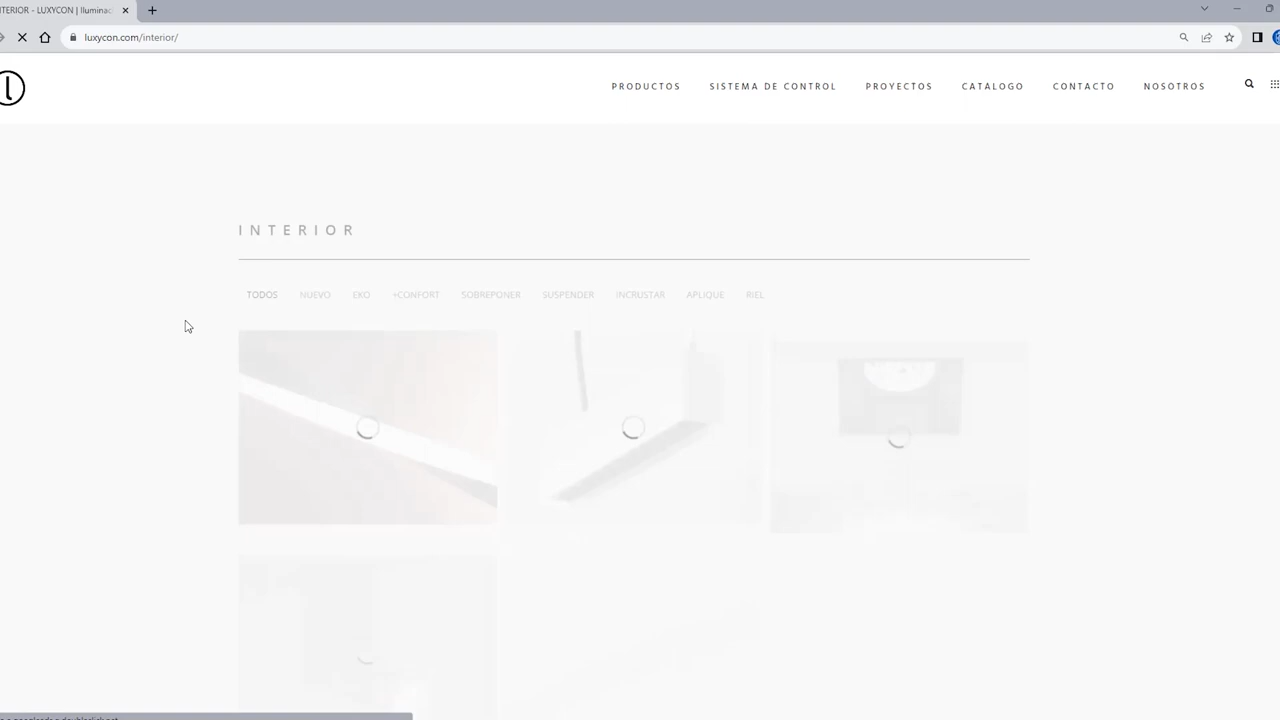 TERIOR - LUXYCON | Iluminac
luxycon.com/interior/
PRODUCTOS SISTEMA DE CONTROL PROYECTOS CATALOGO CONTACTO NOSOTROS
INTERIOR
TODOS NUEVO EKO +CONFORT SOBREPONER SUSPENDER INCRUSTAR APLIQUE RIEL